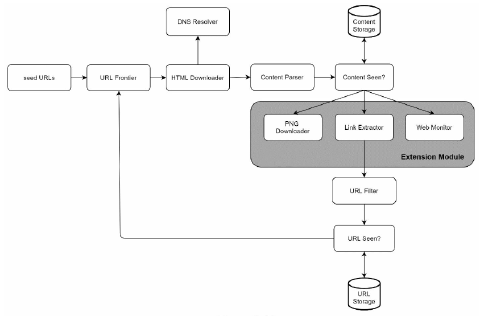 DNS Resolver
Content
Storage
seed URLs
URL Frontier
HTML Downloader
Content Parser
Content Seen?
PNG
Downloader
Link Extractor
Web Monitor
Extension Module
URL Filter
URL Seen?
URL
Storage